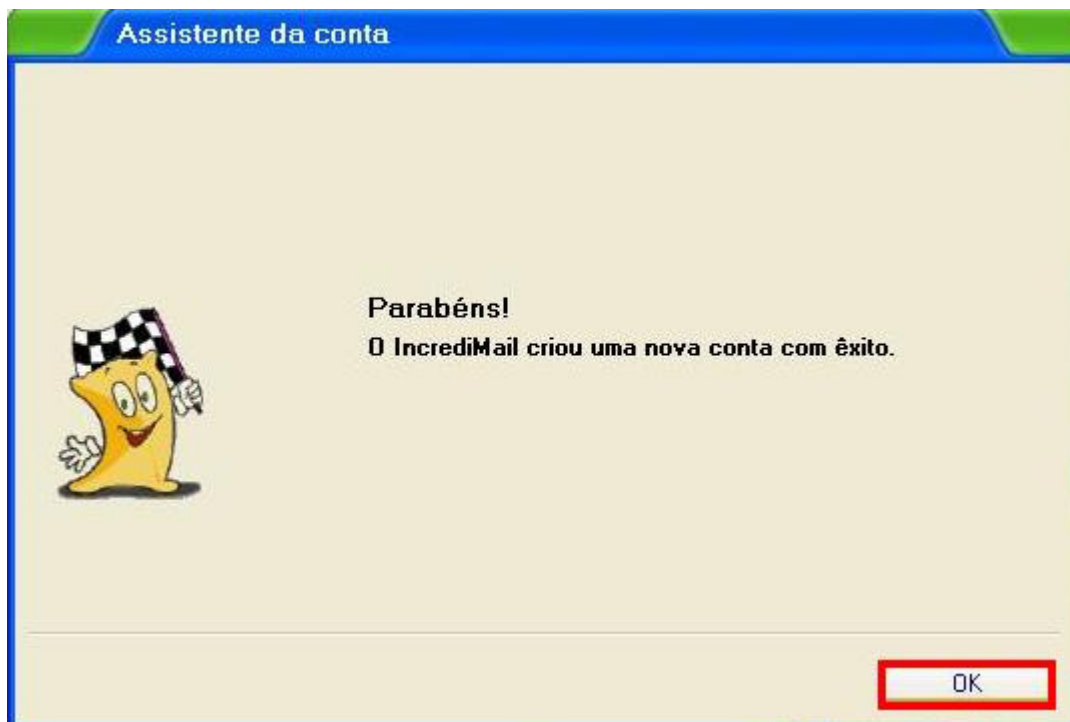 Assistente da conta
Parabéns!
O IncrediMail criou uma nova conta com êxito.
OK